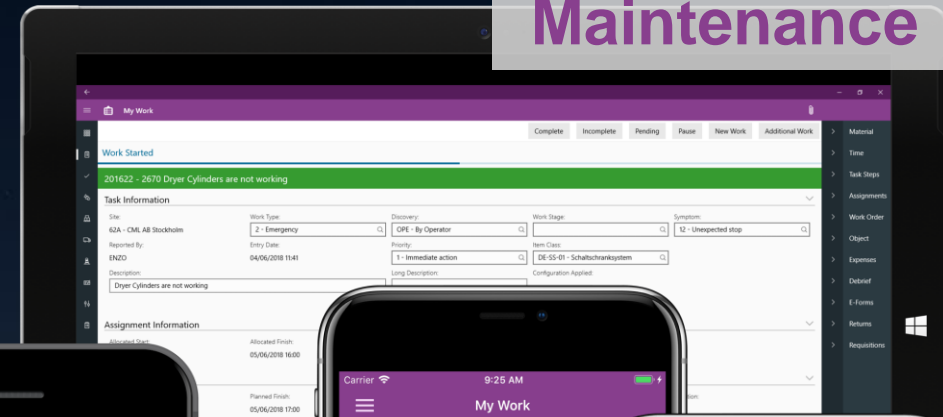 Maintenance
My Work
Complete Incomplete Pending Pause New Work Additional Work
Material
Work Started
Time
201622 - 2670 Dryer Cylinders are not working
Task Steps
Task Information
Assignments
Site: Work Type: Discovery: Work Stage: Symptom:
62A - CML AB Stockholm 2 - Emergency OPE - By Operator 12 - Unexpected stop
Work Order
Reported By: Entry Date: Priority: Item Class:
Object
ENZO 04/06/2018 11:41 1 - Immediate action DE-SS-01 - Schaltschranksystem
Expenses
Description: Long Description: Configuration Applied:
Dryer Cylinders are not working
Debrief
E-Forms
Assignment Information
Returns
Allocated Start: Allocated Finish:
05/06/2018 16:00
Requisitions
Planned Finish:
05/06/2018 17:00
Carrier 9:25 AM
My Work